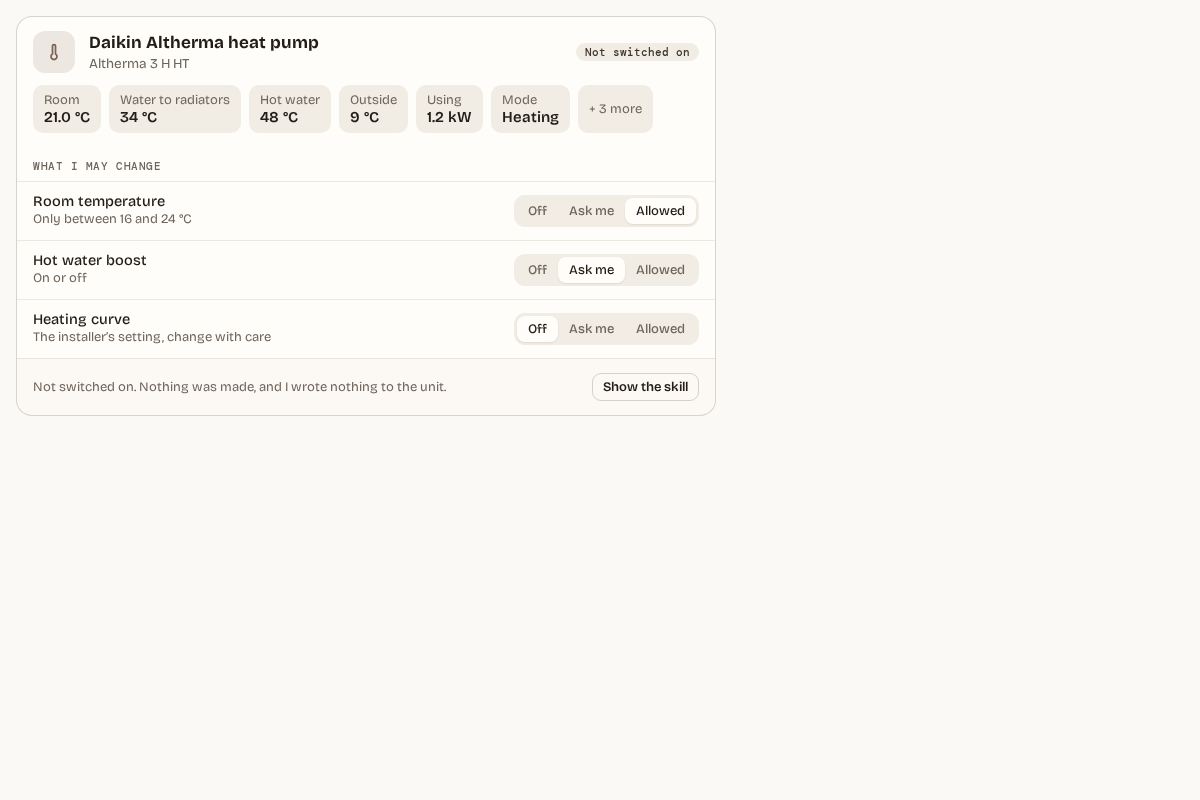 Daikin Altherma heat pump
Altherma 3 H HT
Not switched on
Room
21.0 °C
Water to radiators
34 °C
Hot water
48 °C
Outside
9 °C
Using
1.2 kW
Mode
Heating
+ 3 more
WHAT I MAY CHANGE
Room temperature
Only between 16 and 24 °C
Off Ask me Allowed
Hot water boost
On or off
Off Ask me Allowed
Heating curve
The installer's setting, change with care
Off Ask me Allowed
Not switched on. Nothing was made, and I wrote nothing to the unit.
Show the skill